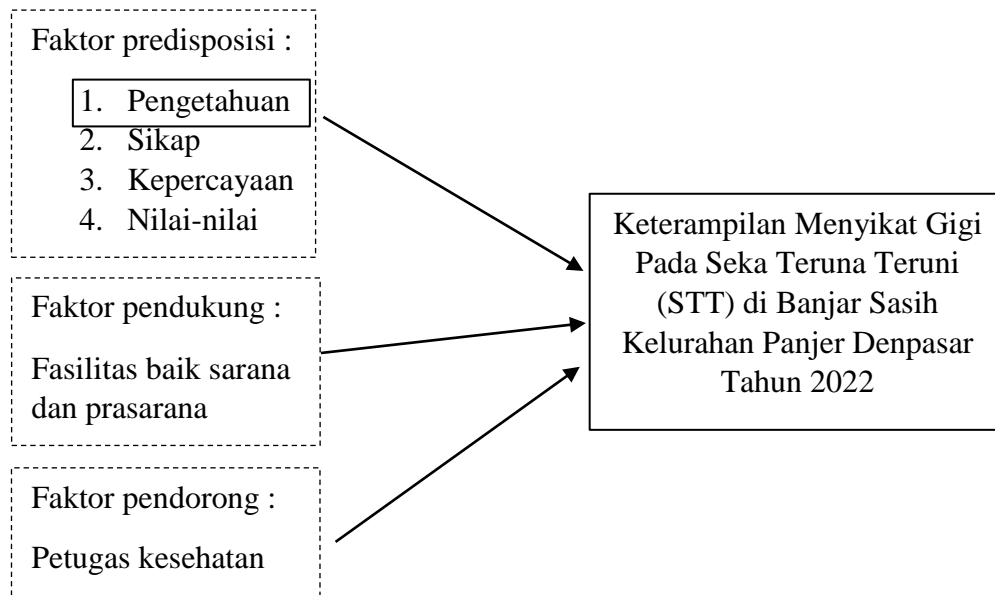 Faktor predisposisi :
1. Pengetahuan
2. Sikap
3. Kepercayaan
4. Nilai-nilai
Faktor pendukung :
Fasilitas baik sarana
dan prasarana
Faktor pendorong :
Petugas kesehatan
Keterampilan Menyikat Gigi
Pada Seka Teruna Teruni
(STT) di Banjar Sasih
Kelurahan Panjer Denpasar
Tahun 2022